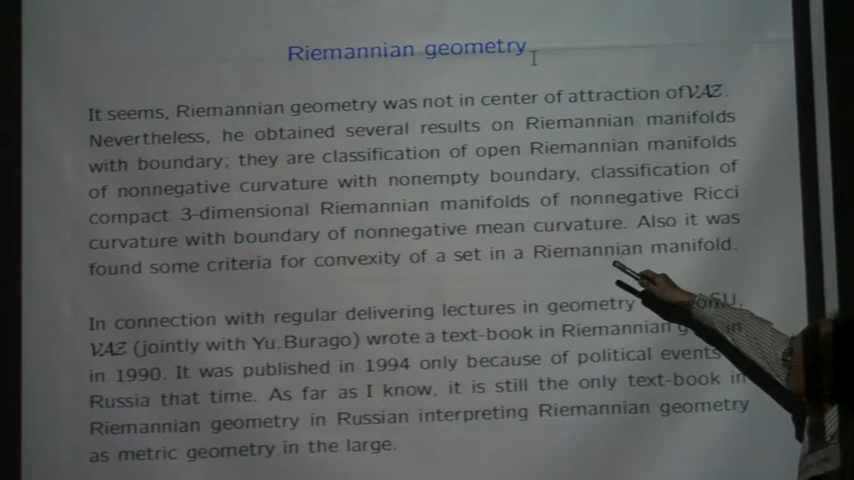 Riemannian geometry
It seems, Riemannian geometry was not in center of attraction of VAZ.
Nevertheless, he obtained several results on Riemannian manifolds
with boundary; they are classification of open Riemannian manifolds
of nonnegative curvature with nonempty boundary, classification of
compact 3-dimensional Riemannian manifolds of nonnegative Ricci
curvature with boundary of nonnegative mean curvature. Also it was
found some criteria for convexity of a set in a Riemannian manifold.
In connection with regular delivering lectures in geometry
VAZ (jointly with Yu.Burago) wrote a text-book in Riemannian in
in 1990. It was published in 1994 only because of political events
Russia that time. As far as I know, it is still the only text-book in
Riemannian geometry in Russian interpreting Riemannian geometry
as metric geometry in the large.